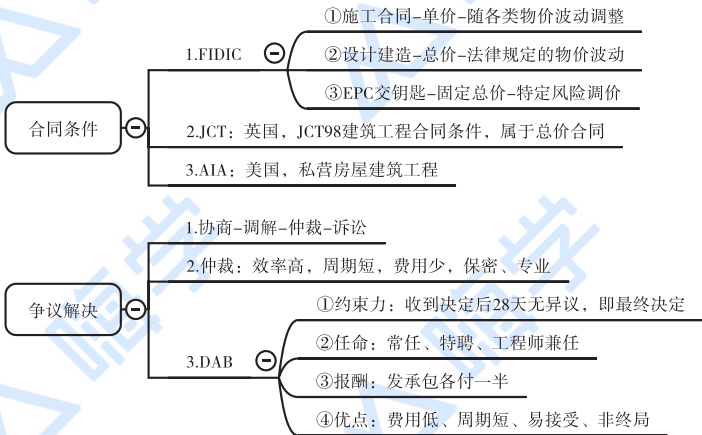 合同条件
1.FIDIC
①施工合同-单价-随各类物价波动调整
②设计建造-总价-法律规定的物价波动
③EPC交钥匙-固定总价-特定风险调价
2.JCT：英国，JCT98建筑工程合同条件，属于总价合同
3.AIA：美国，私营房屋建筑工程
争议解决
1.协商-调解-仲裁-诉讼
2.仲裁：效率高，周期短，费用少，保密、专业
3.DAB
①约束力：收到决定后28天无异议，即最终决定
②任命：常任、特聘、工程师兼任
③报酬：发承包各付一半
④优点：费用低、周期短、易接受、非终局
嗨学
嗨学